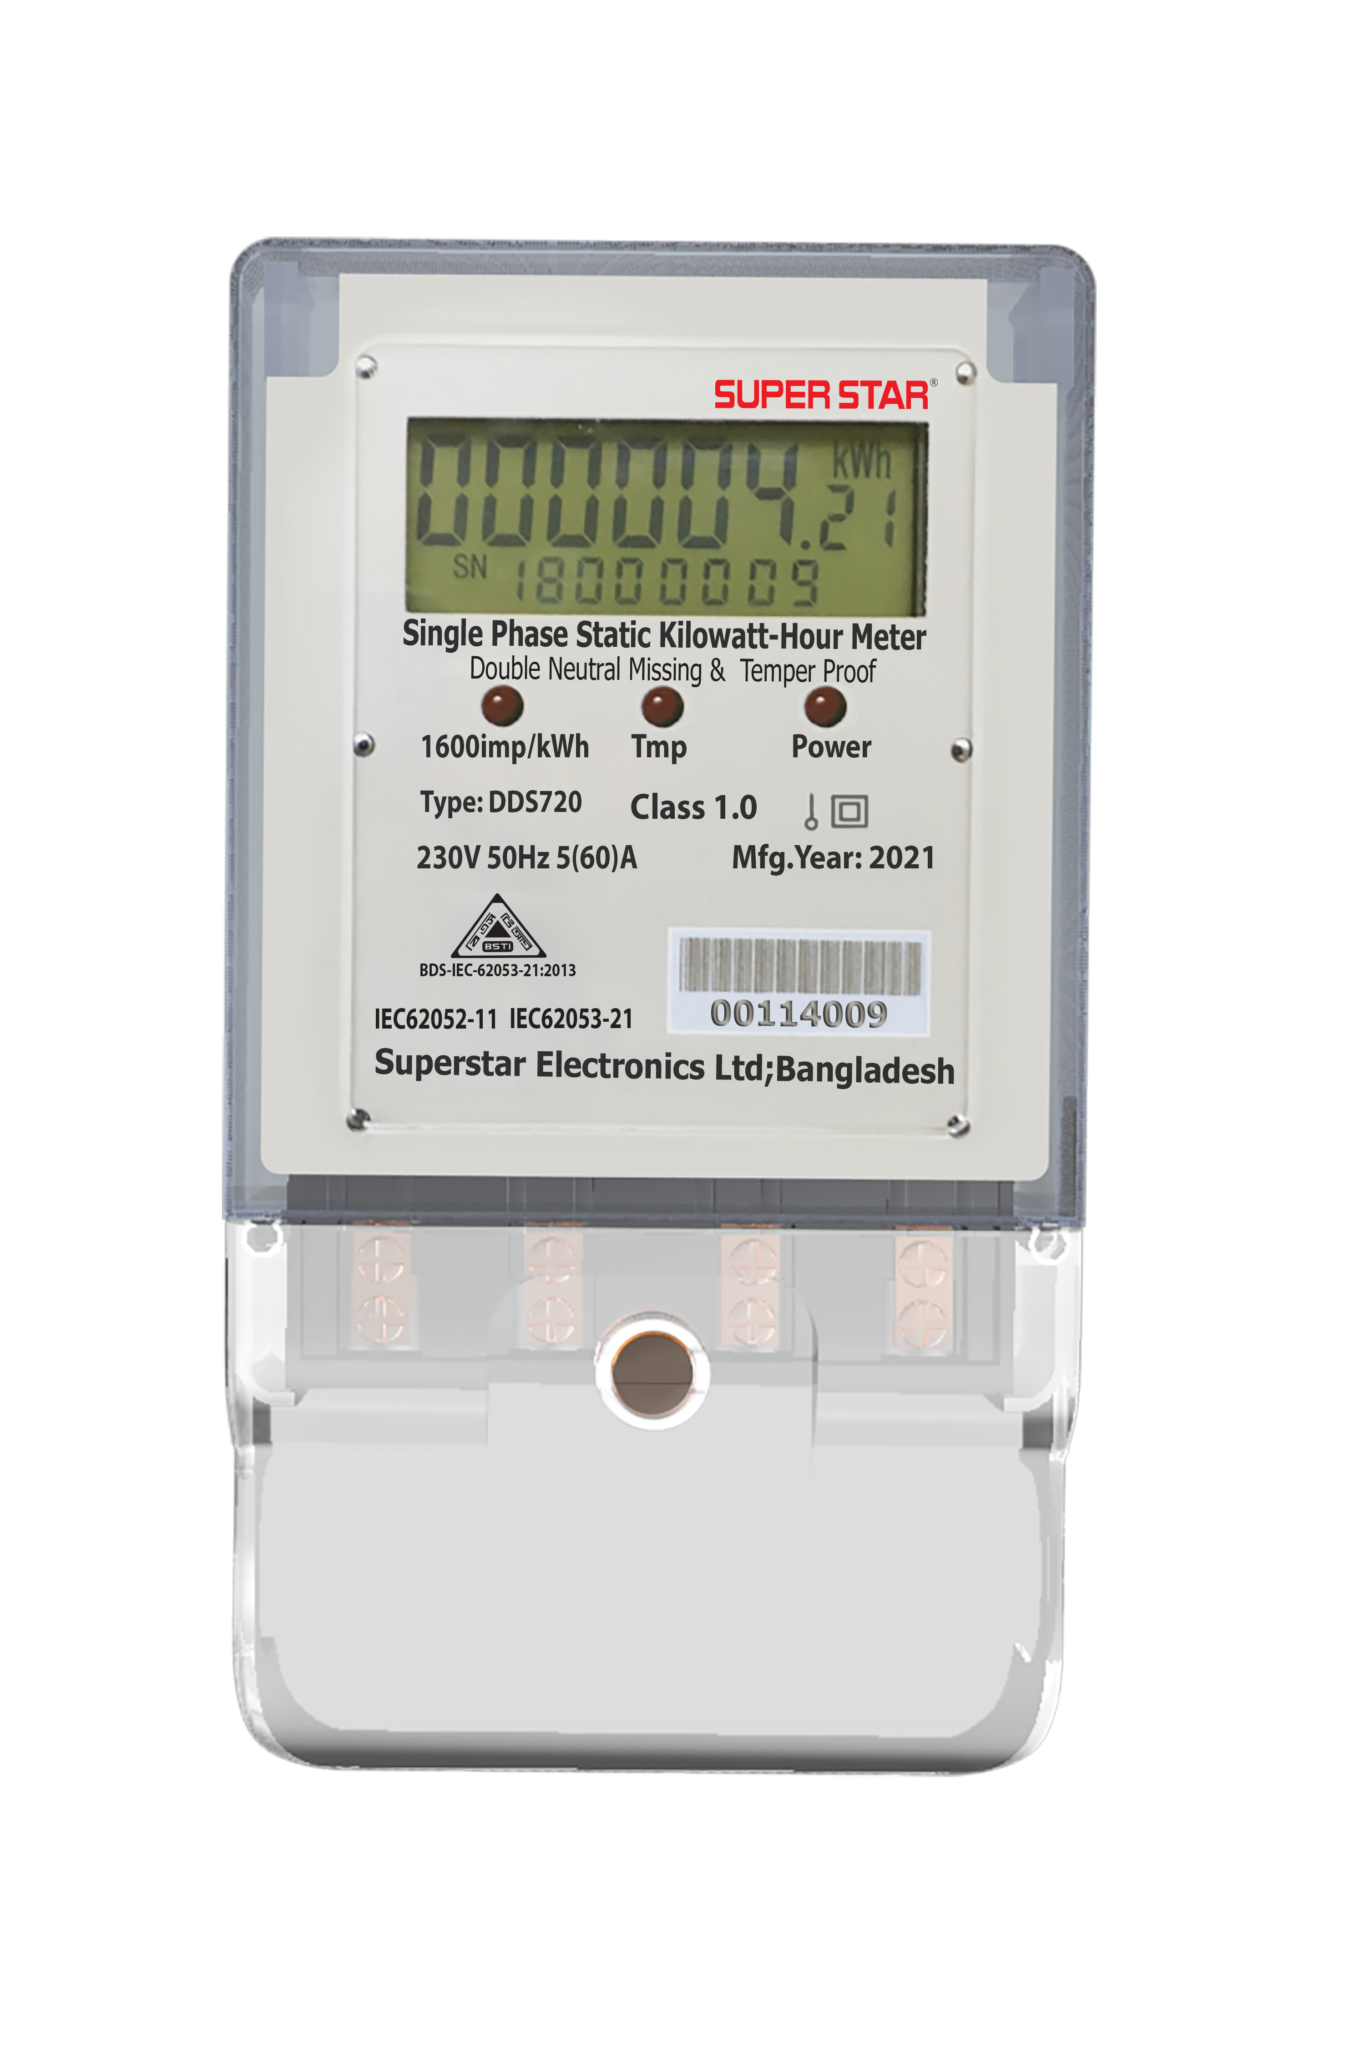 SUPER STAR®
kWh
000004.21
SN 18000009
Single Phase Static Kilowatt-Hour Meter
Double Neutral Missing & Temper Proof
1600imp/kWh Tmp Power
Type: DDS720 Class 1.0
230V 50Hz 5(60)A Mfg.Year: 2021
BSTI
BDS-IEC-62053-21:2013
00114009
IEC62052-11 IEC62053-21
Superstar Electronics Ltd;Bangladesh